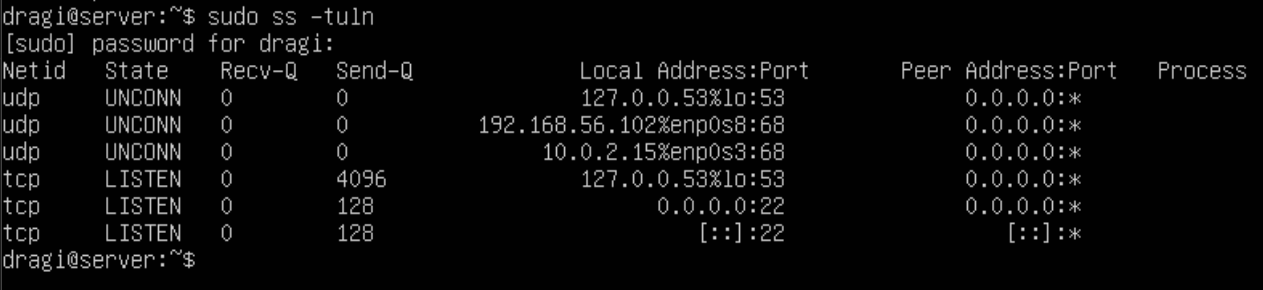 dragi@server:~$ sudo ss -tuln
[sudo] password for dragi:
Netid State Recv-Q Send-Q Local Address:Port Peer Address:Port Process
udp UNCONN 0 0 127.0.0.53%lo:53 0.0.0.0:*
udp UNCONN 0 0 192.168.56.102%enp0s8:68 0.0.0.0:*
udp UNCONN 0 0 10.0.2.15%enp0s3:68 0.0.0.0:*
tcp LISTEN 0 4096 127.0.0.53%lo:53 0.0.0.0:*
tcp LISTEN 0 128 0.0.0.0:22 0.0.0.0:*
tcp LISTEN 0 128 [::]:22 [::]:*
dragi@server:~$